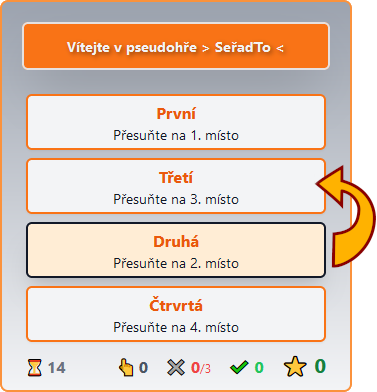 Vítejte v pseudohře > SeřaďTo <
První
Přesuňte na 1. místo
Třetí
Přesuňte na 3. místo
Druhá
Přesuňte na 2. místo
Čtrvrtá
Přesuňte na 4. místo
14 0 0/3 0 0